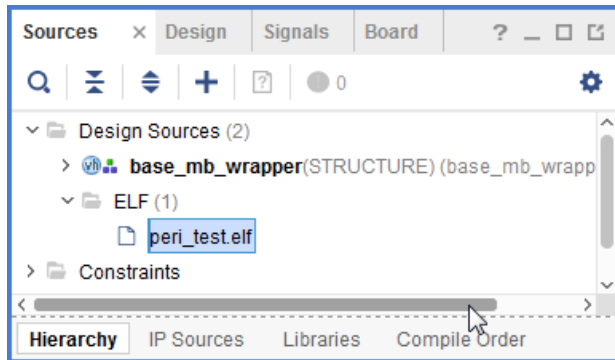 Sources × Design Signals Board ? _
0
Design Sources (2)
base_mb_wrapper(STRUCTURE) (base_mb_wrapp
ELF (1)
peri_test.elf
Constraints
Hierarchy IP Sources Libraries Compile Order